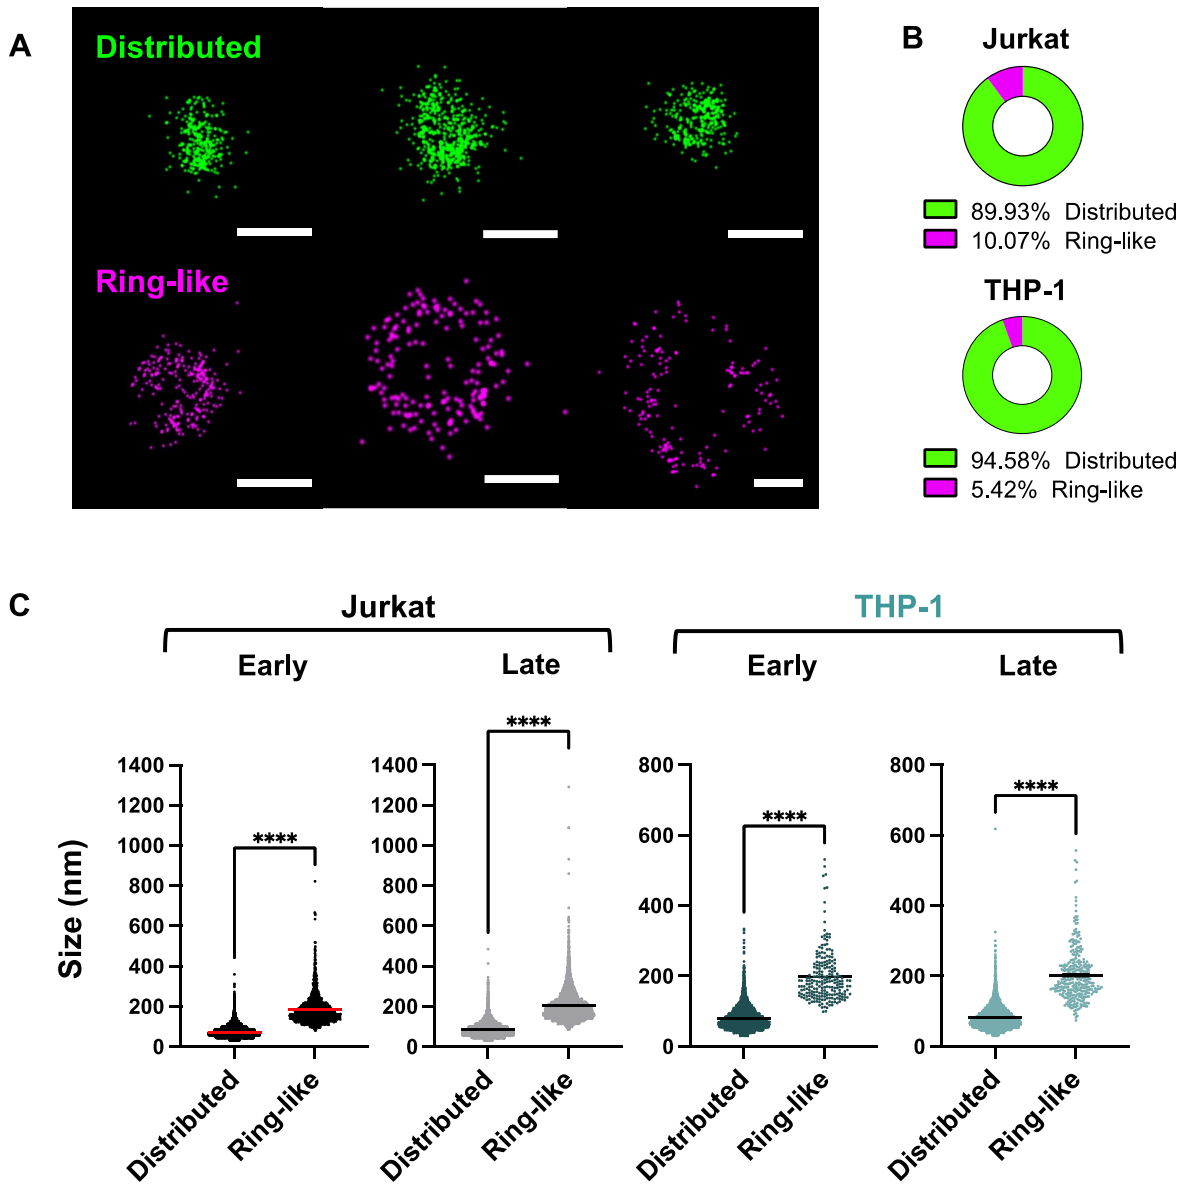 A
Distributed
Ring-like
B
Jurkat
89.93% Distributed
10.07% Ring-like
THP-1
94.58% Distributed
5.42% Ring-like
C
Jurkat
THP-1
Early
Late
Early
Late
Size (nm)
1400
1200
1000
800
600
400
200
0
****
Distributed
Ring-like
1400
1200
1000
800
600
400
200
0
****
Distributed
Ring-like
800
600
400
200
0
****
Distributed
Ring-like
800
600
400
200
0
****
Distributed
Ring-like